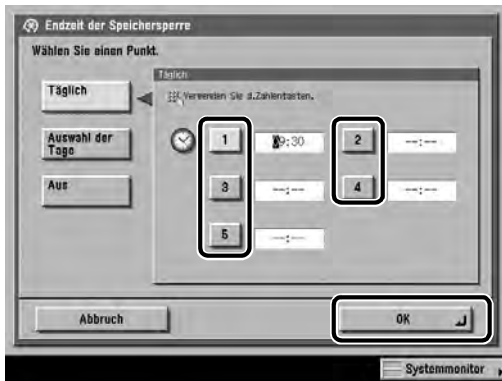 Endzeit der Speichersperre
Wählen Sie einen Punkt.
Täglich
Täglich
Verwenden Sie d.Zahlentasten.
Auswahl der
Tage
Aus
1 09:30 2 --:--
3 --:-- 4 --:--
5 --:--
Abbruch OK
Systemmonitor